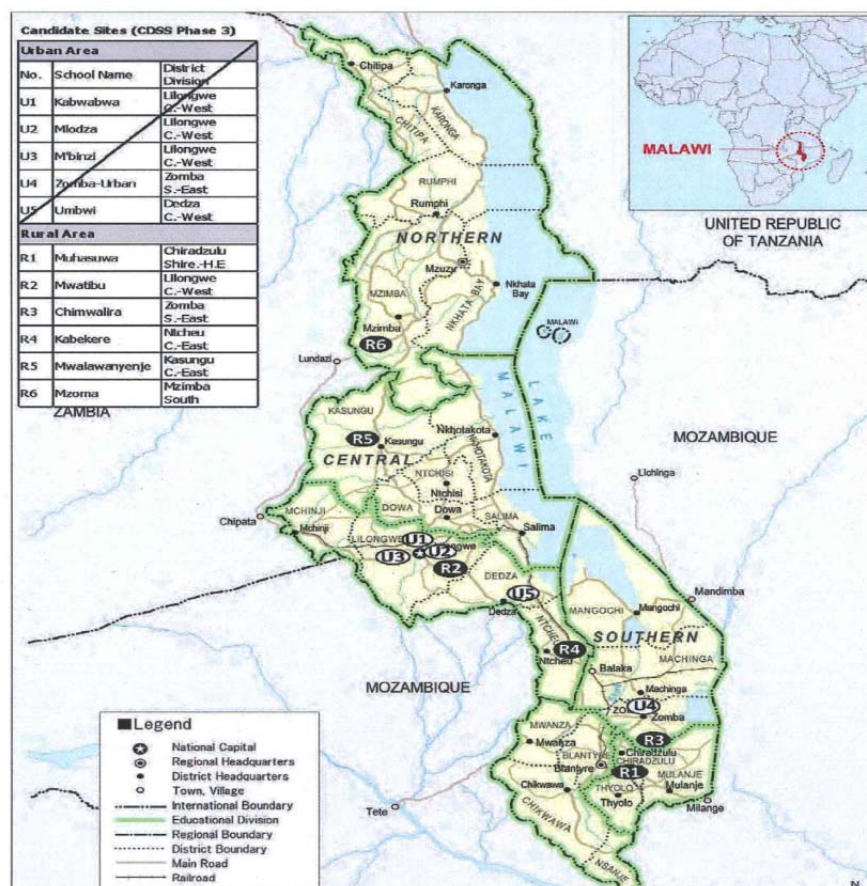 Candidate Sites (CDSS Phase 3)
Urban Area
No. School Name District Division
U1 Kabwabwa Lilongwe C.-West
U2 Mlodza Lilongwe C.-West
U3 M'binzi Lilongwe C.-West
U4 Zomba-Urban Zomba S.-East
U5 Umbwi Dedza C.-West
Rural Area
R1 Muhasuwa Chiradzulu Shire.-H.E
R2 Mwatibu Lilongwe C.-West
R3 Chimwalira Zomba S.-East
R4 Kabekere Ntcheu C.-East
R5 Mwalawanyenje Kasungu C.-East
R6 Mzoma Mzimba South
ZAMBIA
MALAWI
UNITED REPUBLIC
OF TANZANIA
Chitipa
Karonga
CHITIPA
KARONGA
RUMPHI
Rumphi
NORTHERN
Mzuzu
Nkhata
Bay
MZIMBA
NKHATA BAY
Mzimba
R6
Lundazi
MALAWI
LAKE
MALAWI
KASUNGU
R5
Kasungu
Nkhotakota
NKHOTAKOTA
CENTRAL
NTCHISI
Ntchisi
MOZAMBIQUE
Lichinga
MCHINJI
DOWA
Dowa
SALIMA
Salima
Chipata
Mchinji
LILONGWE
U1
U2
U3
R2
DEDZA
U5
Dedza
NTCHEU
R4
Ntcheu
MANGOCHI
Mangochi
Mandimba
SOUTHERN
MACHINGA
Balaka
Machinga
U4
Zomba
MOZAMBIQUE
MWANZA
Mwanza
BLANTYRE
Blantyre
R3
Chiradzulu
CHIRADZULU
R1
MULANJE
Mulanje
THYOLO
Thyolo
Chikwawa
CHIKWAWA
NSANJE
Milange
Tete
Legend
National Capital
Regional Headquarters
District Headquarters
Town, Village
International Boundary
Educational Division
Regional Boundary
District Boundary
Main Road
Railroad
N